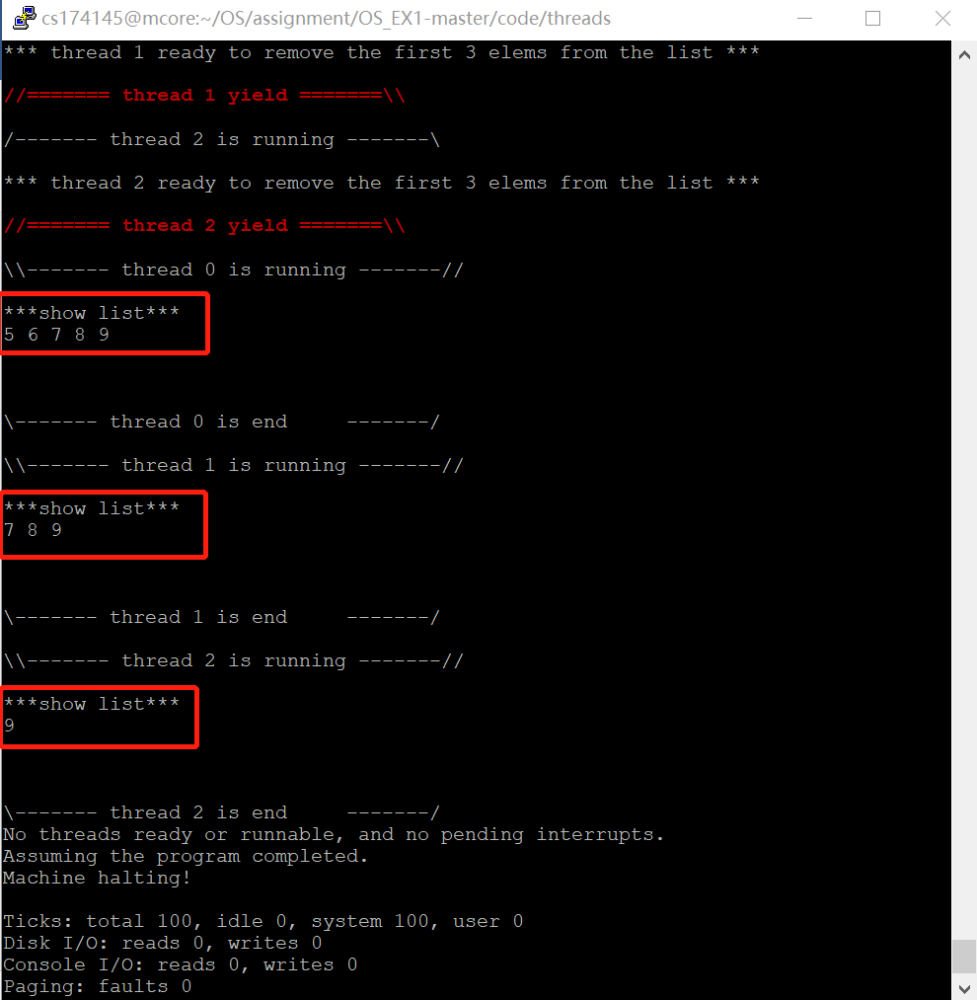 cs174145@mcore:~/OS/assignment/OS_EX1-master/code/threads
*** thread 1 ready to remove the first 3 elems from the list ***
//======= thread 1 yield =======\\
/------- thread 2 is running -------\
*** thread 2 ready to remove the first 3 elems from the list ***
//======= thread 2 yield =======\\
\\------- thread 0 is running -------//
***show list***
5 6 7 8 9
\------- thread 0 is end     -------/
\\------- thread 1 is running -------//
***show list***
7 8 9
\------- thread 1 is end     -------/
\\------- thread 2 is running -------//
***show list***
9
\------- thread 2 is end     -------/
No threads ready or runnable, and no pending interrupts.
Assuming the program completed.
Machine halting!
Ticks: total 100, idle 0, system 100, user 0
Disk I/O: reads 0, writes 0
Console I/O: reads 0, writes 0
Paging: faults 0